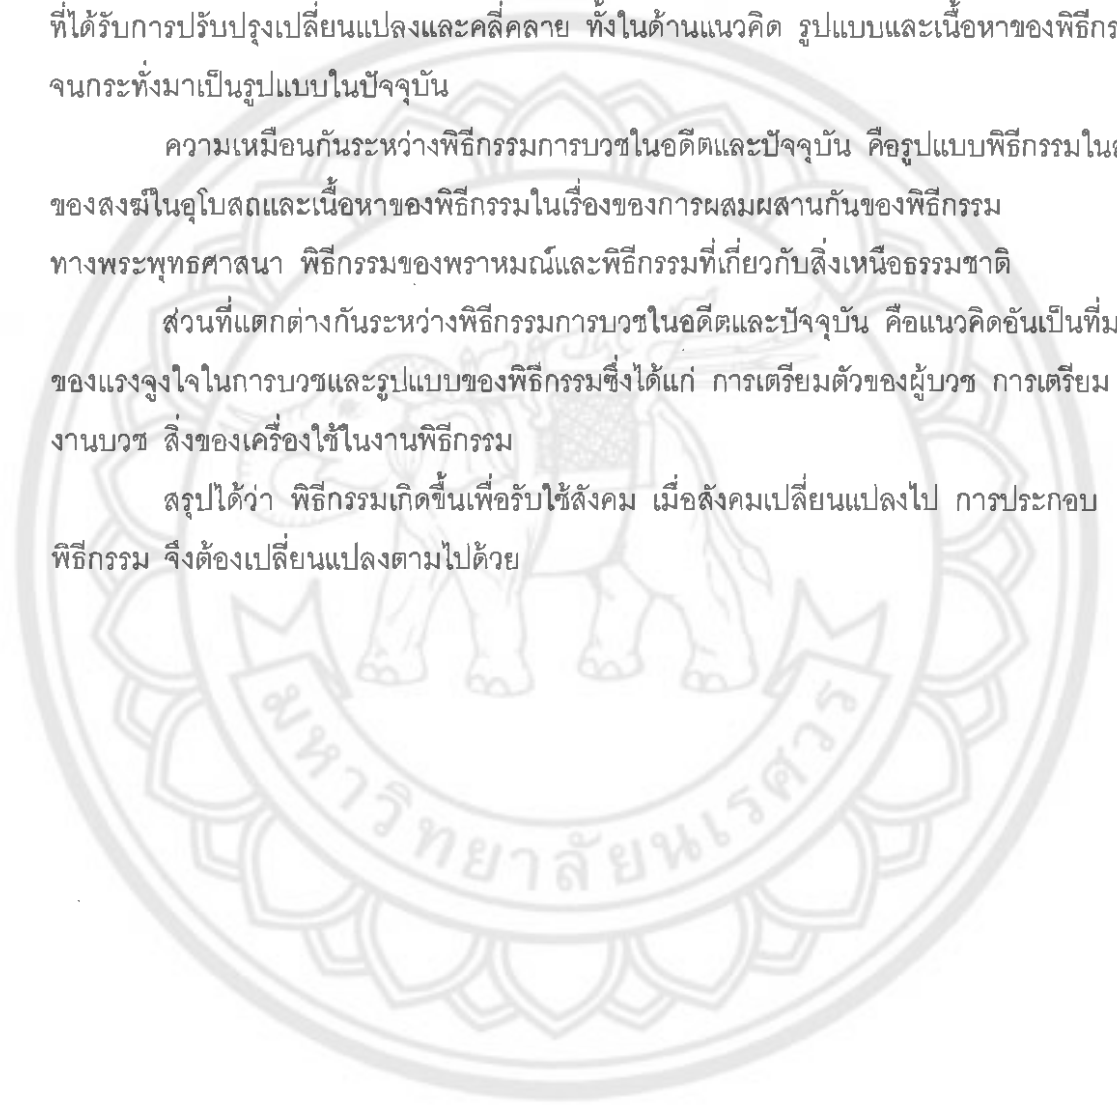 ที่ได้รับการปรับปรุงเปลี่ยนแปลงและคลี่คลาย ทั้งในด้านแนวคิด รูปแบบและเนื้อหาของพิธีกร
จนกระทั่งมาเป็นรูปแบบในปัจจุบัน
ความเหมือนกันระหว่างพิธีกรรมการบวชในอดีตและปัจจุบัน คือรูปแบบพิธีกรรมใน
ของสงฆ์ในอุโบสถและเนื้อหาของพิธีกรรมในเรื่องของการผสมผสานกันของพิธีกรรม
ทางพระพุทธศาสนา พิธีกรรมของพราหมณ์และพิธีกรรมที่เกี่ยวกับสิ่งเหนือธรรมชาติ
ส่วนที่แตกต่างกันระหว่างพิธีกรรมการบวชในอดีตและปัจจุบัน คือแนวคิดอันเป็นที่ม
ของแรงจูงใจในการบวชและรูปแบบของพิธีกรรมซึ่งได้แก่ การเตรียมตัวของผู้บวช การเตรียม
งานบวช สิ่งของเครื่องใช้ในงานพิธีกรรม
สรุปได้ว่า พิธีกรรมเกิดขึ้นเพื่อรับใช้สังคม เมื่อสังคมเปลี่ยนแปลงไป การประกอบ
พิธีกรรม จึงต้องเปลี่ยนแปลงตามไปด้วย
มหาวิทยาลัยนเรศวร